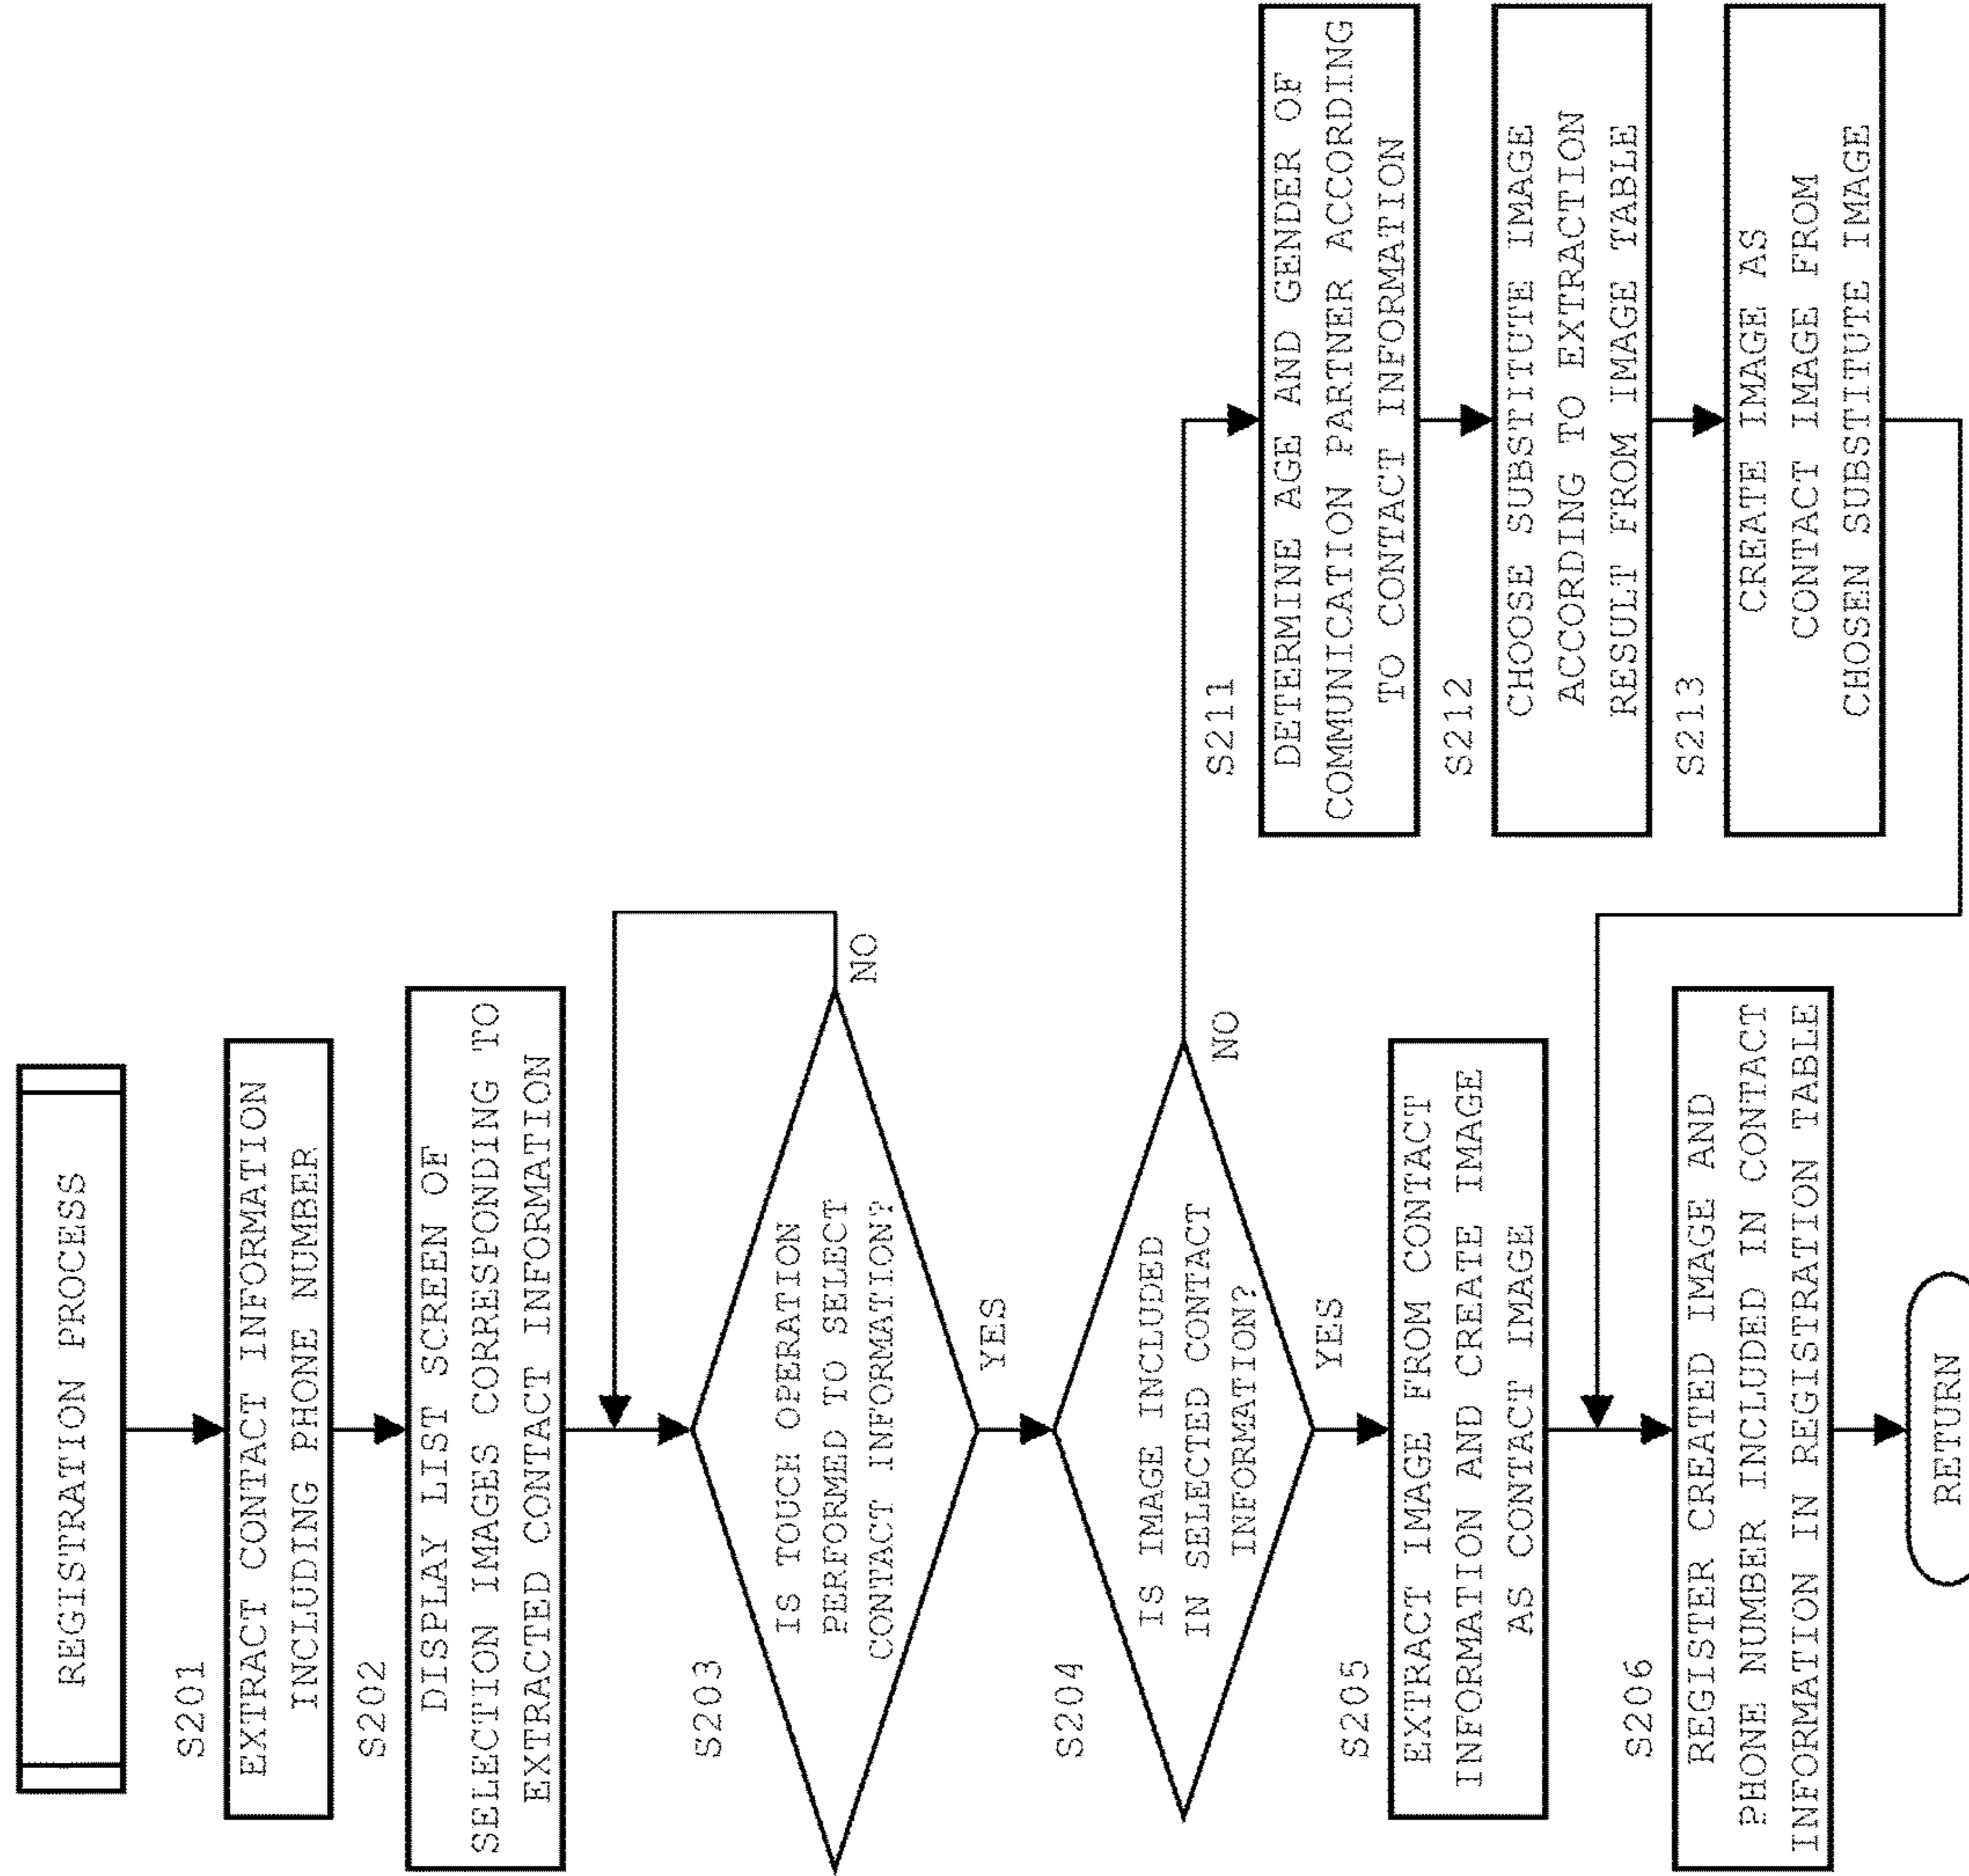 REGISTRATION PROCESS
S201
EXTRACT CONTACT INFORMATION
INCLUDING PHONE NUMBER
S202
DISPLAY LIST SCREEN OF
SELECTION IMAGES CORRESPONDING TO
EXTRACTED CONTACT INFORMATION
S203
IS TOUCH OPERATION
PERFORMED TO SELECT
CONTACT INFORMATION?
NO
YES
S204
IS IMAGE INCLUDED
IN SELECTED CONTACT
INFORMATION?
NO
YES
S205
EXTRACT IMAGE FROM CONTACT
INFORMATION AND CREATE IMAGE
AS CONTACT IMAGE
S211
DETERMINE AGE AND GENDER OF
COMMUNICATION PARTNER ACCORDING
TO CONTACT INFORMATION
S212
CHOOSE SUBSTITUTE IMAGE
ACCORDING TO EXTRACTION
RESULT FROM IMAGE TABLE
S213
CREATE IMAGE AS
CONTACT IMAGE FROM
CHOSEN SUBSTITUTE IMAGE
S206
REGISTER CREATED IMAGE AND
PHONE NUMBER INCLUDED IN CONTACT
INFORMATION IN REGISTRATION TABLE
RETURN